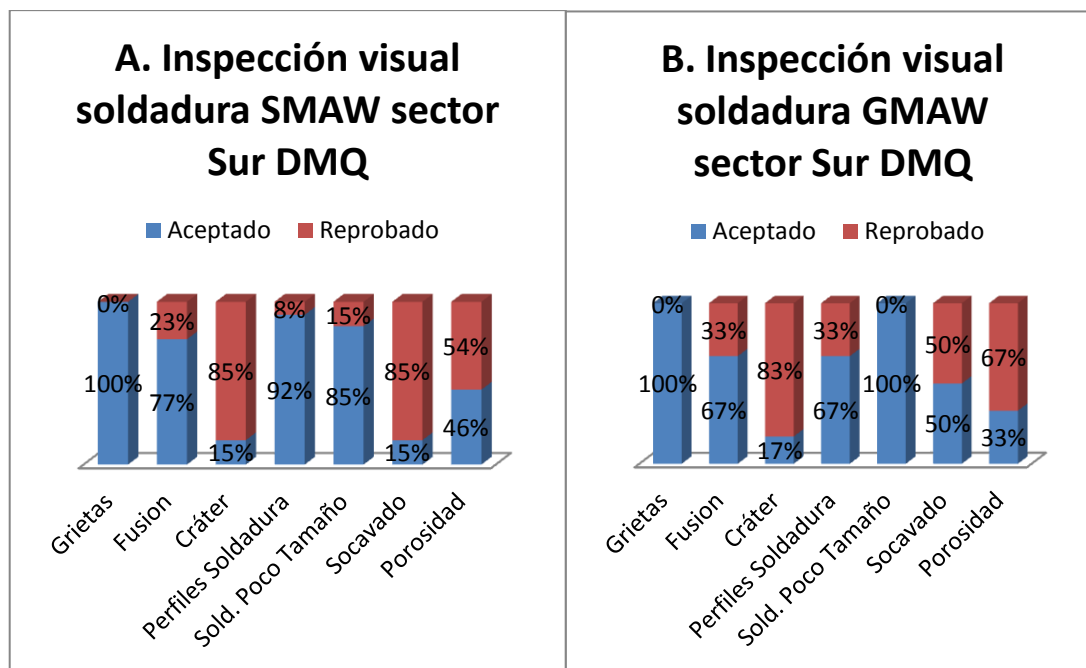 A. Inspección visual
soldadura SMAW sector
Sur DMQ
Aceptado Reprobado
0% 23% 85% 8% 15% 85% 54%
100% 77% 15% 92% 85% 15% 46%
Grietas
Fusion
Cráter
Perfiles Soldadura
Sold. Poco Tamaño
Socavado
Porosidad
B. Inspección visual
soldadura GMAW
sector Sur DMQ
Aceptado Reprobado
0% 33% 83% 33% 0% 50% 67%
100% 67% 17% 67% 100% 50% 33%
Grietas
Fusion
Cráter
Perfiles Soldadura
Sold. Poco Tamaño
Socavado
Porosidad